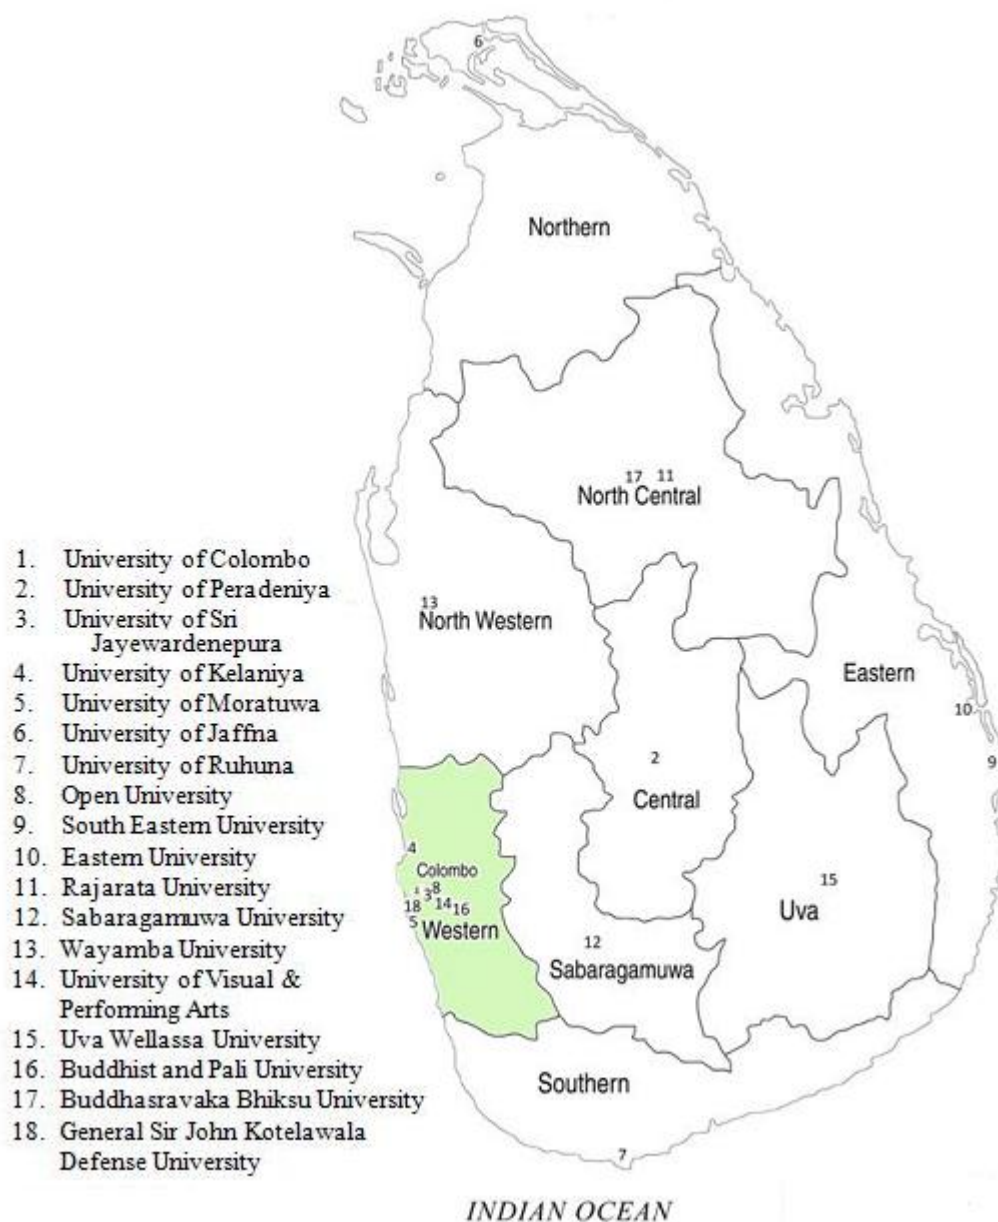 6
Northern
17 11
North Central
13
North Western
Eastern
10
9
2
Central
15
Uva
4
Colombo
1 3 8
18 14 16
5 Western
12
Sabaragamuwa
Southern
7
INDIAN OCEAN
1. University of Colombo
2. University of Peradeniya
3. University of Sri
Jayewardenepura
4. University of Kelaniya
5. University of Moratuwa
6. University of Jaffna
7. University of Ruhuna
8. Open University
9. South Eastern University
10. Eastern University
11. Rajarata University
12. Sabaragamuwa University
13. Wayamba University
14. University of Visual &
Performing Arts
15. Uva Wellassa University
16. Buddhist and Pali University
17. Buddhasravaka Bhiksu University
18. General Sir John Kotelawala
Defense University